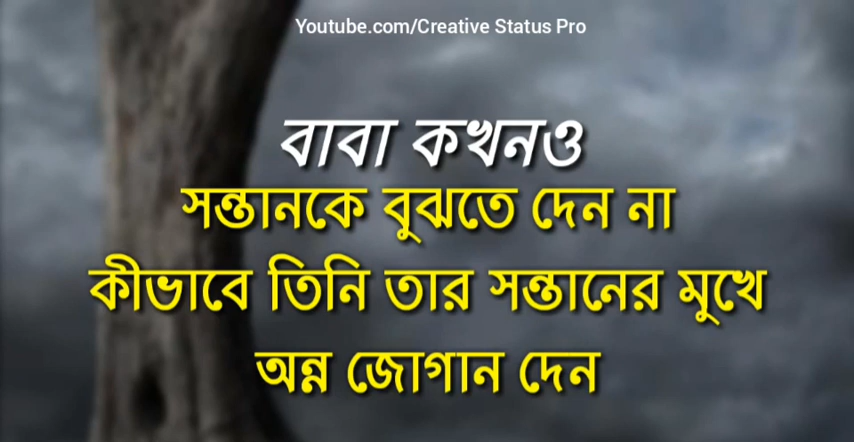 Youtube.com/Creative Status Pro
বাবা কখনও
সন্তানকে বুঝতে দেন না
কীভাবে তিনি তার সন্তানের মুখে
অন্ন জোগান দেন